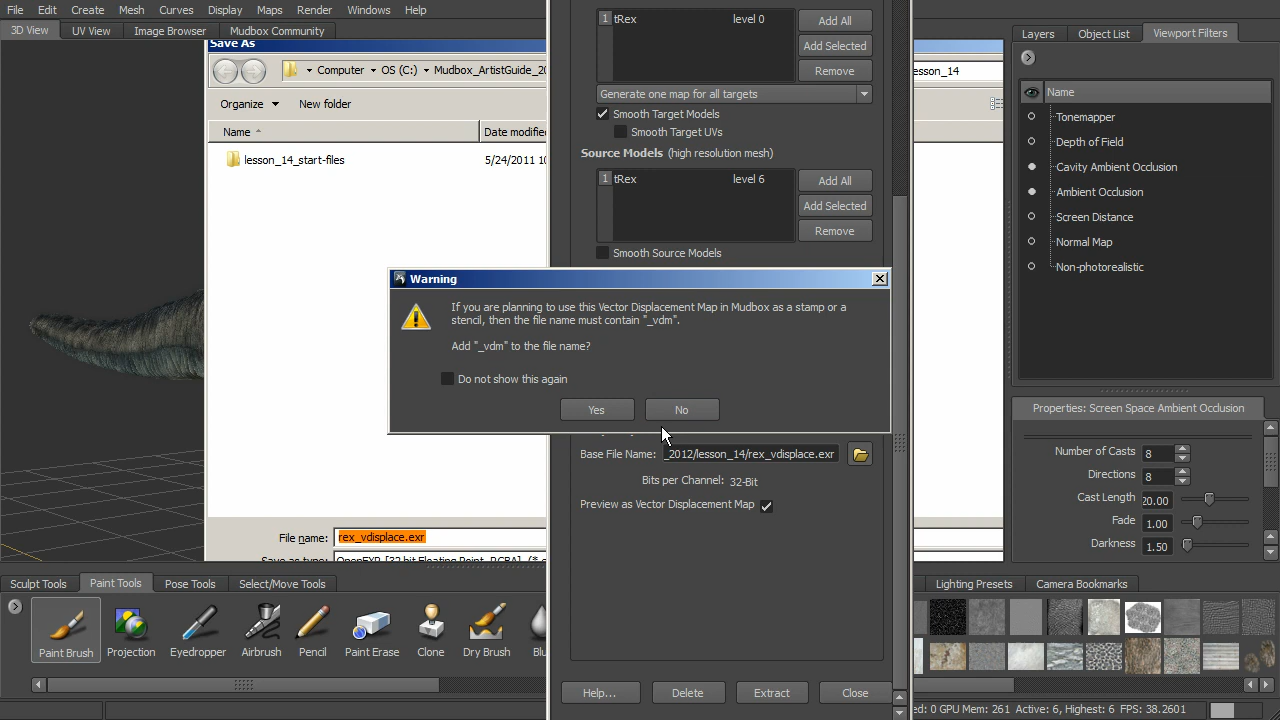 File Edit Create Mesh Curves Display Maps Render Windows Help
3D View UV View Image Browser Mudbox Community
Save As
Computer OS (C:) Mudbox_ArtistGuide_20
Organize New folder
Name Date modified
lesson_14_start-files 5/24/2011 10
File name: rex_vdisplace.exr
1 tRex level 0
Add All
Add Selected
Remove
Generate one map for all targets
Smooth Target Models
Smooth Target UVs
Source Models (high resolution mesh)
1 tRex level 6
Add All
Add Selected
Remove
Smooth Source Models
Warning
If you are planning to use this Vector Displacement Map in Mudbox as a stamp or a
stencil, then the file name must contain "_vdm".
Add "_vdm" to the file name?
Do not show this again
Yes No
Base File Name: _2012/lesson_14/rex_vdisplace.exr
Bits per Channel: 32-Bit
Preview as Vector Displacement Map
Help... Delete Extract Close
esson_14
Layers Object List Viewport Filters
Name
Tonemapper
Depth of Field
Cavity Ambient Occlusion
Ambient Occlusion
Screen Distance
Normal Map
Non-photorealistic
Properties: Screen Space Ambient Occlusion
Number of Casts 8
Directions 8
Cast Length 20.00
Fade 1.00
Darkness 1.50
Sculpt Tools Paint Tools Pose Tools Select/Move Tools
Paint Brush Projection Eyedropper Airbrush Pencil Paint Erase Clone Dry Brush Blu
Lighting Presets Camera Bookmarks
ed: 0 GPU Mem: 261 Active: 6, Highest: 6 FPS: 38.2601